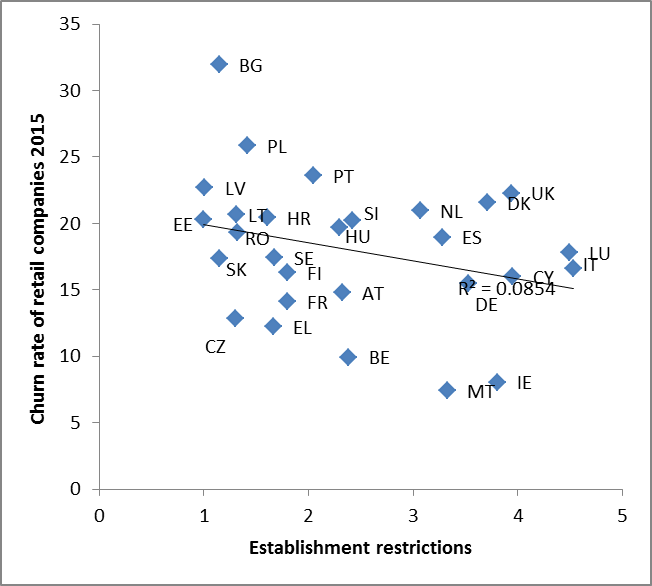 35
BG
30
PL
25
PT
LV
UK
DK
LT
HR
SI
NL
20
EE
RO
HU
ES
SE
LU
SK
FI
CY
IT
15
AT
R² = 0.0854
FR
DE
EL
CZ
10
BE
MT
IE
5
0
0 1 2 3 4 5
Establishment restrictions
Churn rate of retail companies 2015